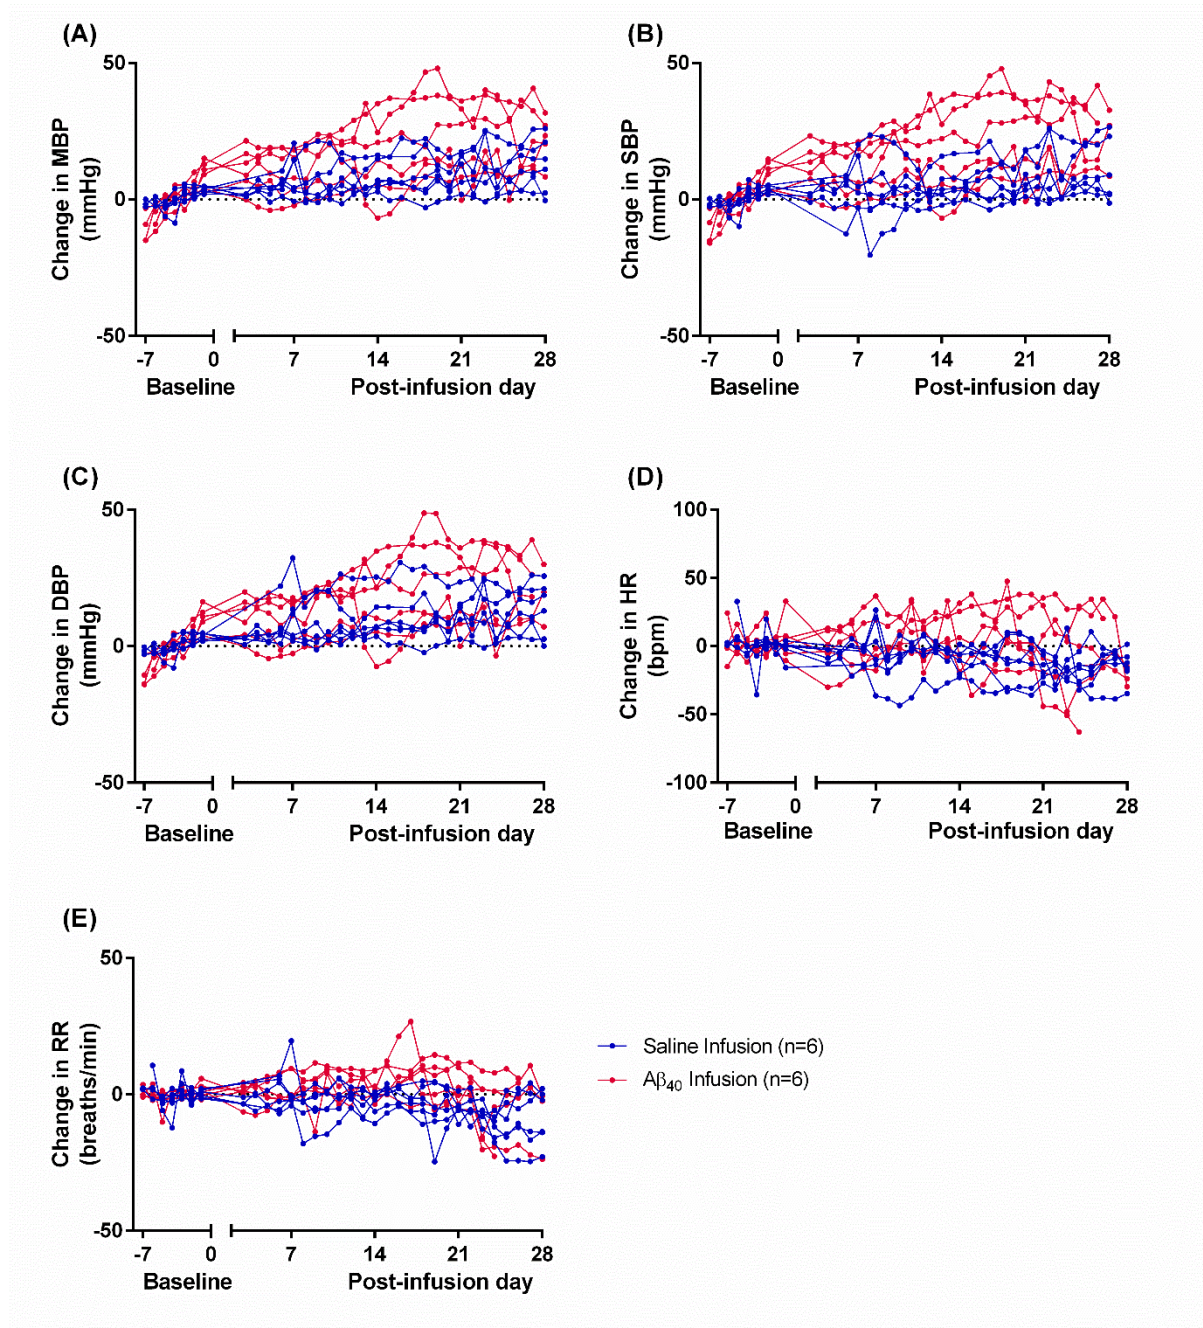 (A)
Change in MBP
(mmHg)
50
0
-50
-7 0 7 14 21 28
Baseline Post-infusion day
(B)
Change in SBP
(mmHg)
50
0
-50
-7 0 7 14 21 28
Baseline Post-infusion day
(C)
Change in DBP
(mmHg)
50
0
-50
-7 0 7 14 21 28
Baseline Post-infusion day
(D)
Change in HR
(bpm)
100
50
0
-50
-100
-7 0 7 14 21 28
Baseline Post-infusion day
(E)
Change in RR
(breaths/min)
50
0
-50
-7 0 7 14 21 28
Baseline Post-infusion day
Saline Infusion (n=6)
Aβ₄₀ Infusion (n=6)